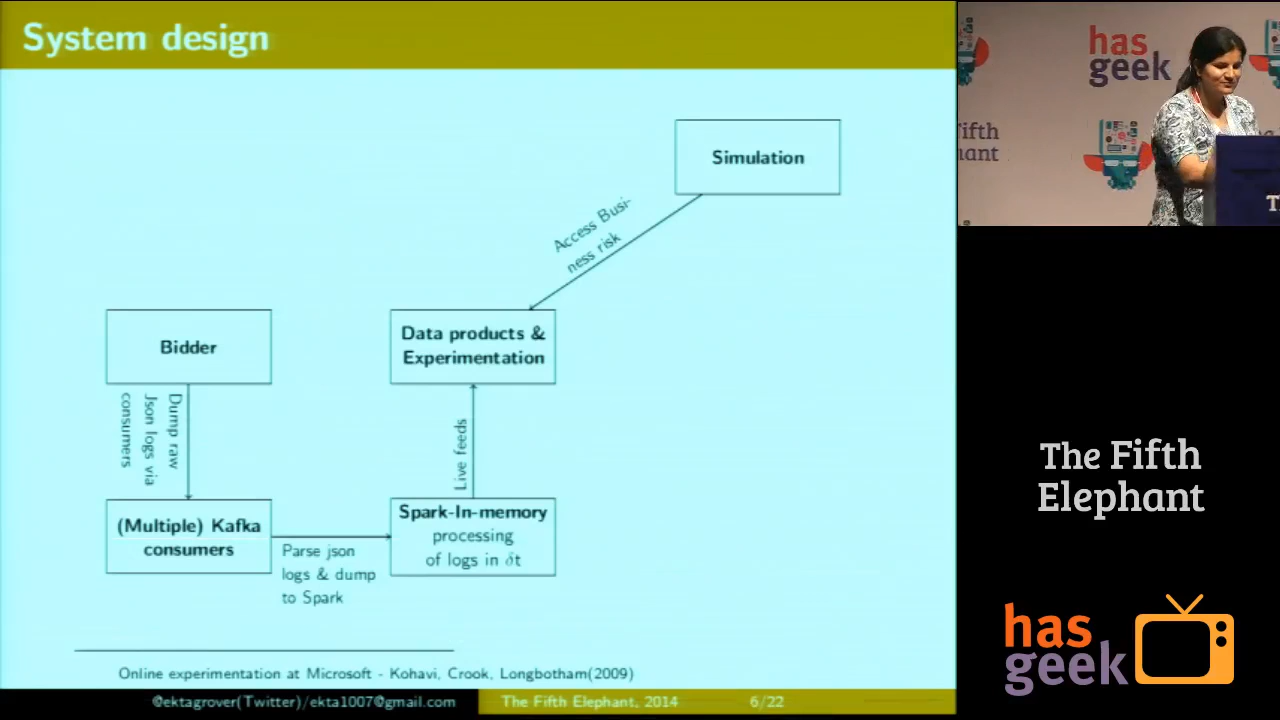 System design
Simulation
Access Busi-
ness risk
Bidder
Data products &
Experimentation
Dump raw
Json logs via
consumers
Live feeds
(Multiple) Kafka
consumers
Parse json
logs & dump
to Spark
Spark-In-memory
processing
of logs in δt
Online experimentation at Microsoft - Kohavi, Crook, Longbotham(2009)
@ektagrover(Twitter)/ekta1007@gmail.com
The Fifth Elephant, 2014
6/22
has
geek
Fifth
The Fifth
Elephant
has
geek